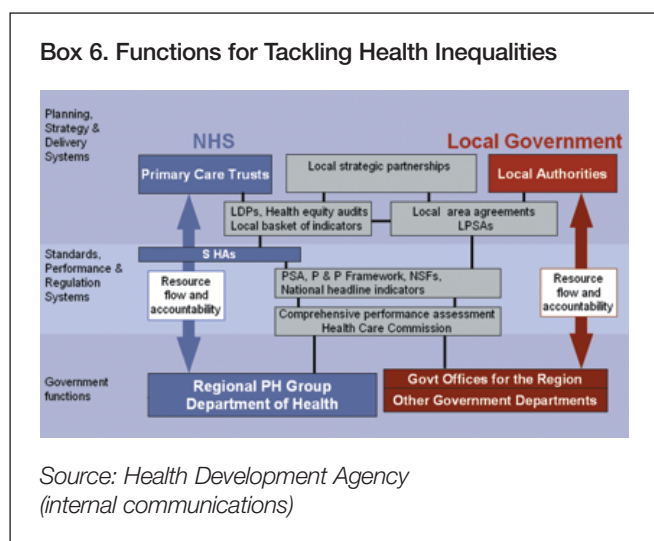 Box 6. Functions for Tackling Health Inequalities
Planning,
Strategy &
Delivery
Systems
NHS
Local Government
Primary Care Trusts
Local strategic partnerships
Local Authorities
LDPs, Health equity audits
Local basket of indicators
Local area agreements
LPSAs
Standards,
Performance &
Regulation
Systems
S HAs
Resource
flow and
accountability
PSA, P & P Framework, NSFs,
National headline indicators
Resource
flow and
accountability
Comprehensive performance assessment
Health Care Commission
Government
functions
Regional PH Group
Department of Health
Govt Offices for the Region
Other Government Departments
Source: Health Development Agency
(internal communications)